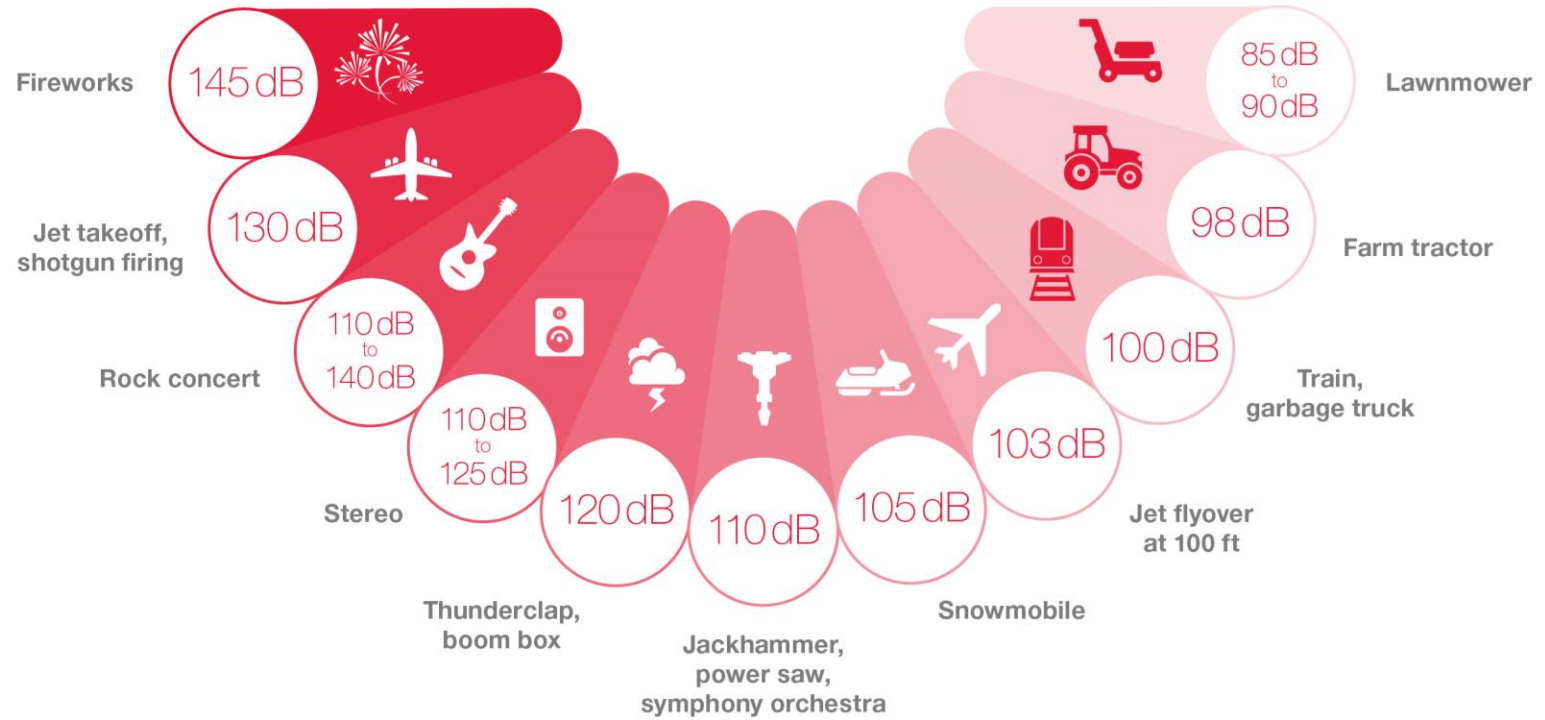 Fireworks
145 dB
Jet takeoff,
shotgun firing
130 dB
Rock concert
110 dB
to
140 dB
Stereo
110 dB
to
125 dB
Thunderclap,
boom box
120 dB
Jackhammer,
power saw,
symphony orchestra
110 dB
Snowmobile
105 dB
Jet flyover
at 100 ft
103 dB
Train,
garbage truck
100 dB
Farm tractor
98 dB
Lawnmower
85 dB
to
90 dB